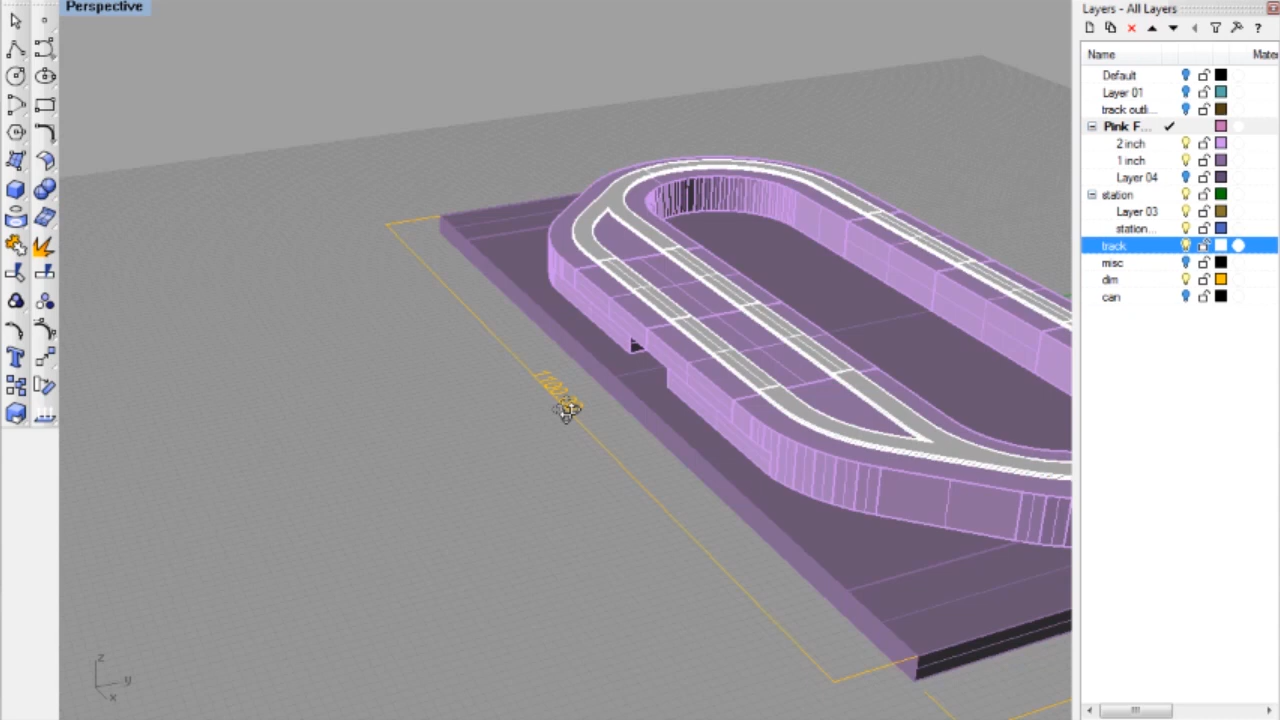 Perspective
Layers - All Layers
Name Mater
Default
Layer 01
track outli...
Pink F...
2 inch
1 inch
Layer 04
station
Layer 03
station...
track
misc
dim
can
z
y
x